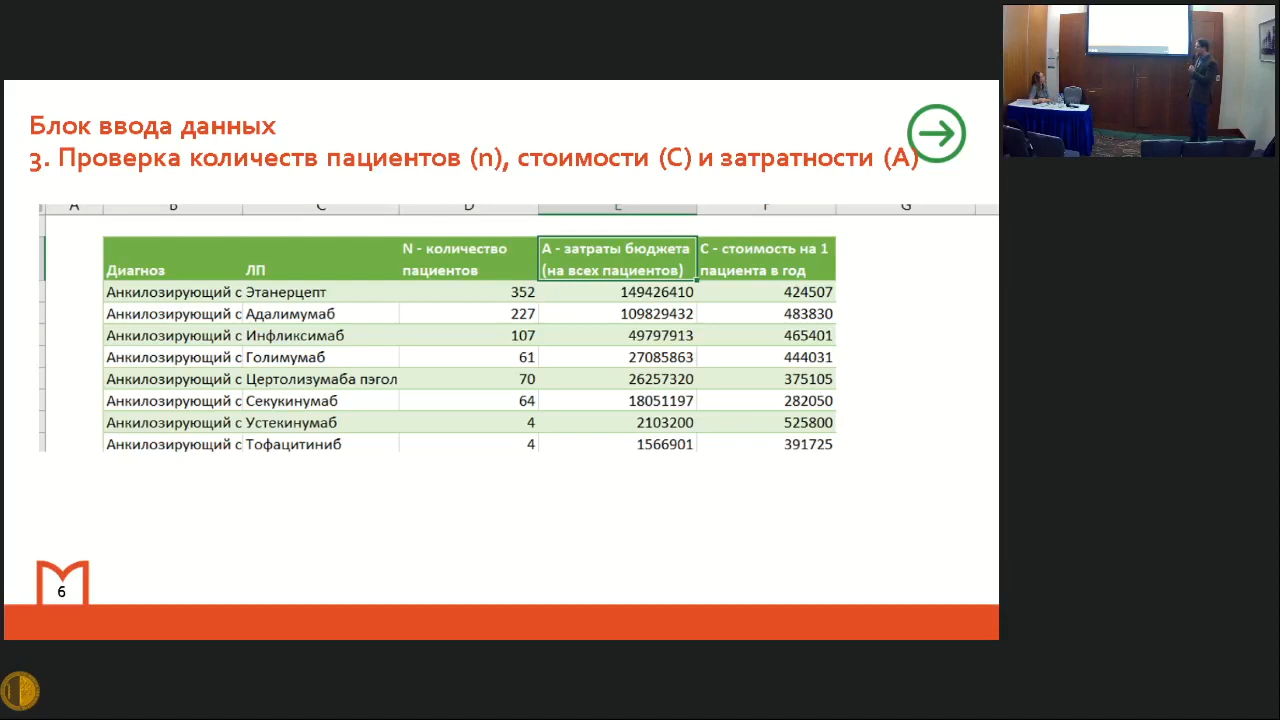 Блок ввода данных
3. Проверка количеств пациентов (n), стоимости (C) и затратности (A)
A B C D E F G
N - количество A - затраты бюджета C - стоимость на 1
Диагноз ЛП пациентов (на всех пациентов) пациента в год
Анкилозирующий с Этанерцепт 352 149426410 424507
Анкилозирующий с Адалимумаб 227 109829432 483830
Анкилозирующий с Инфликсимаб 107 49797913 465401
Анкилозирующий с Голимумаб 61 27085863 444031
Анкилозирующий с Цертолизумаба пэгол 70 26257320 375105
Анкилозирующий с Секукинумаб 64 18051197 282050
Анкилозирующий с Устекинумаб 4 2103200 525800
Анкилозирующий с Тофацитиниб 4 1566901 391725
6